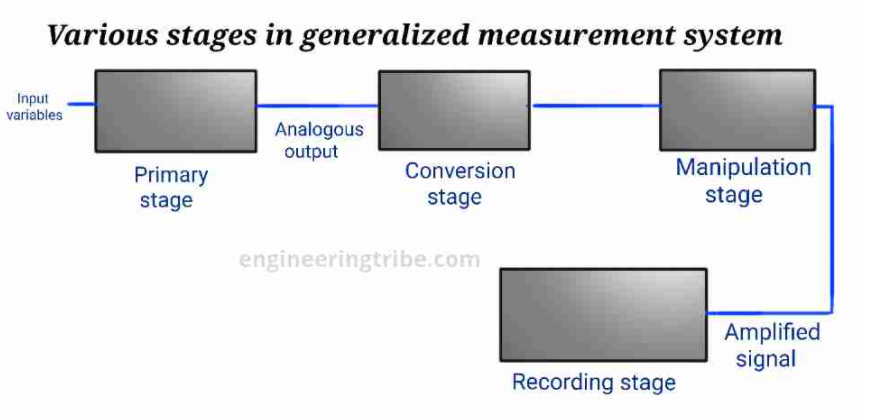 Various stages in generalized measurement system
Input
variables
Analogous
output
Primary
stage
Conversion
stage
Manipulation
stage
engineeringtribe.com
Amplified
signal
Recording stage